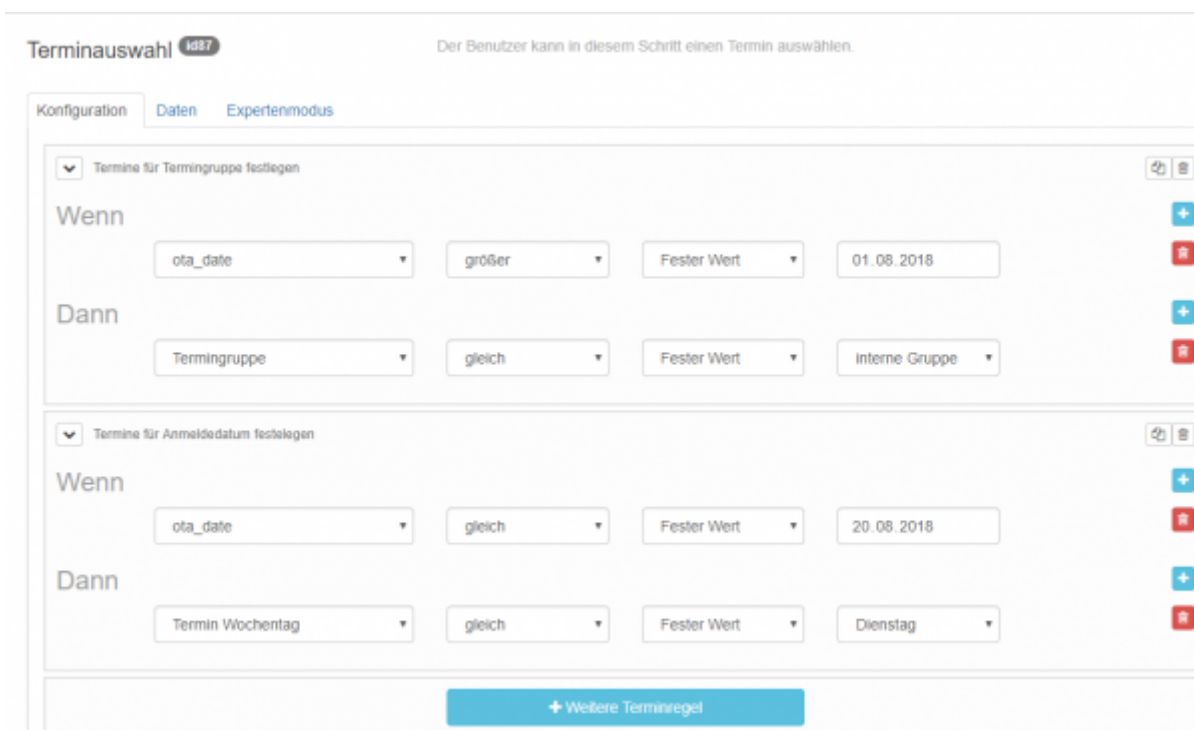 Terminauswahl id87
Der Benutzer kann in diesem Schritt einen Termin auswählen.
Konfiguration Daten Expertenmodus
Termine für Termingruppe festlegen
Wenn
ota_date größer Fester Wert 01.08.2018
Dann
Termingruppe gleich Fester Wert interne Gruppe
Termine für Anmeldedatum festelegen
Wenn
ota_date gleich Fester Wert 20.08.2018
Dann
Termin Wochentag gleich Fester Wert Dienstag
+ Weitere Terminregel